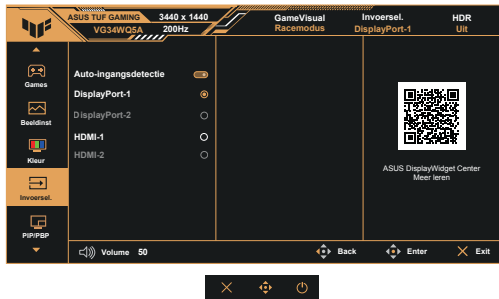 ASUS TUF GAMING 3440 x 1440
VG34WQ5A 200Hz
GameVisual
Racemodus
Invoersel.
DisplayPort-1
HDR
Uit
Games
Beeldinst
Kleur
Invoersel.
PIP/PBP
Auto-ingangsdetectie
DisplayPort-1
DisplayPort-2
HDMI-1
HDMI-2
ASUS DisplayWidget Center
Meer leren
Volume 50
Back
Enter
Exit